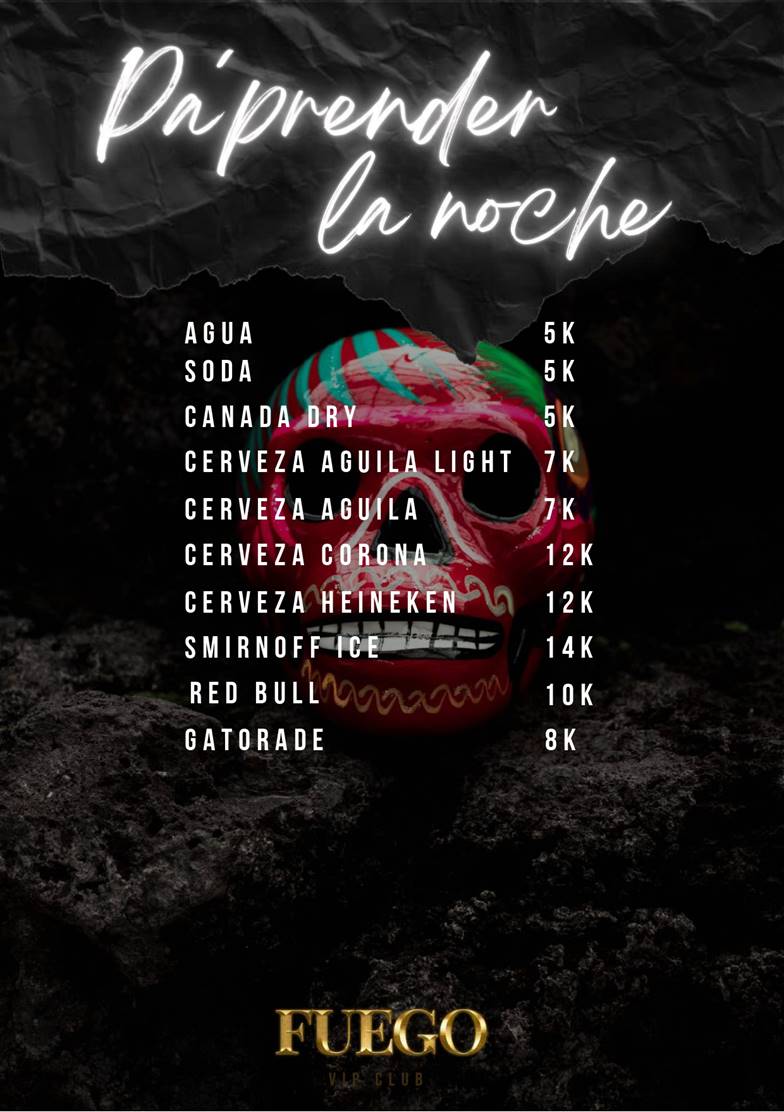 Pa'prender
la noche
AGUA 5K
SODA 5K
CANADA DRY 5K
CERVEZA AGUILA LIGHT 7K
CERVEZA AGUILA 7K
CERVEZA CORONA 12K
CERVEZA HEINEKEN 12K
SMIRNOFF ICE 14K
RED BULL 10K
GATORADE 8K
FUEGO
VIP CLUB